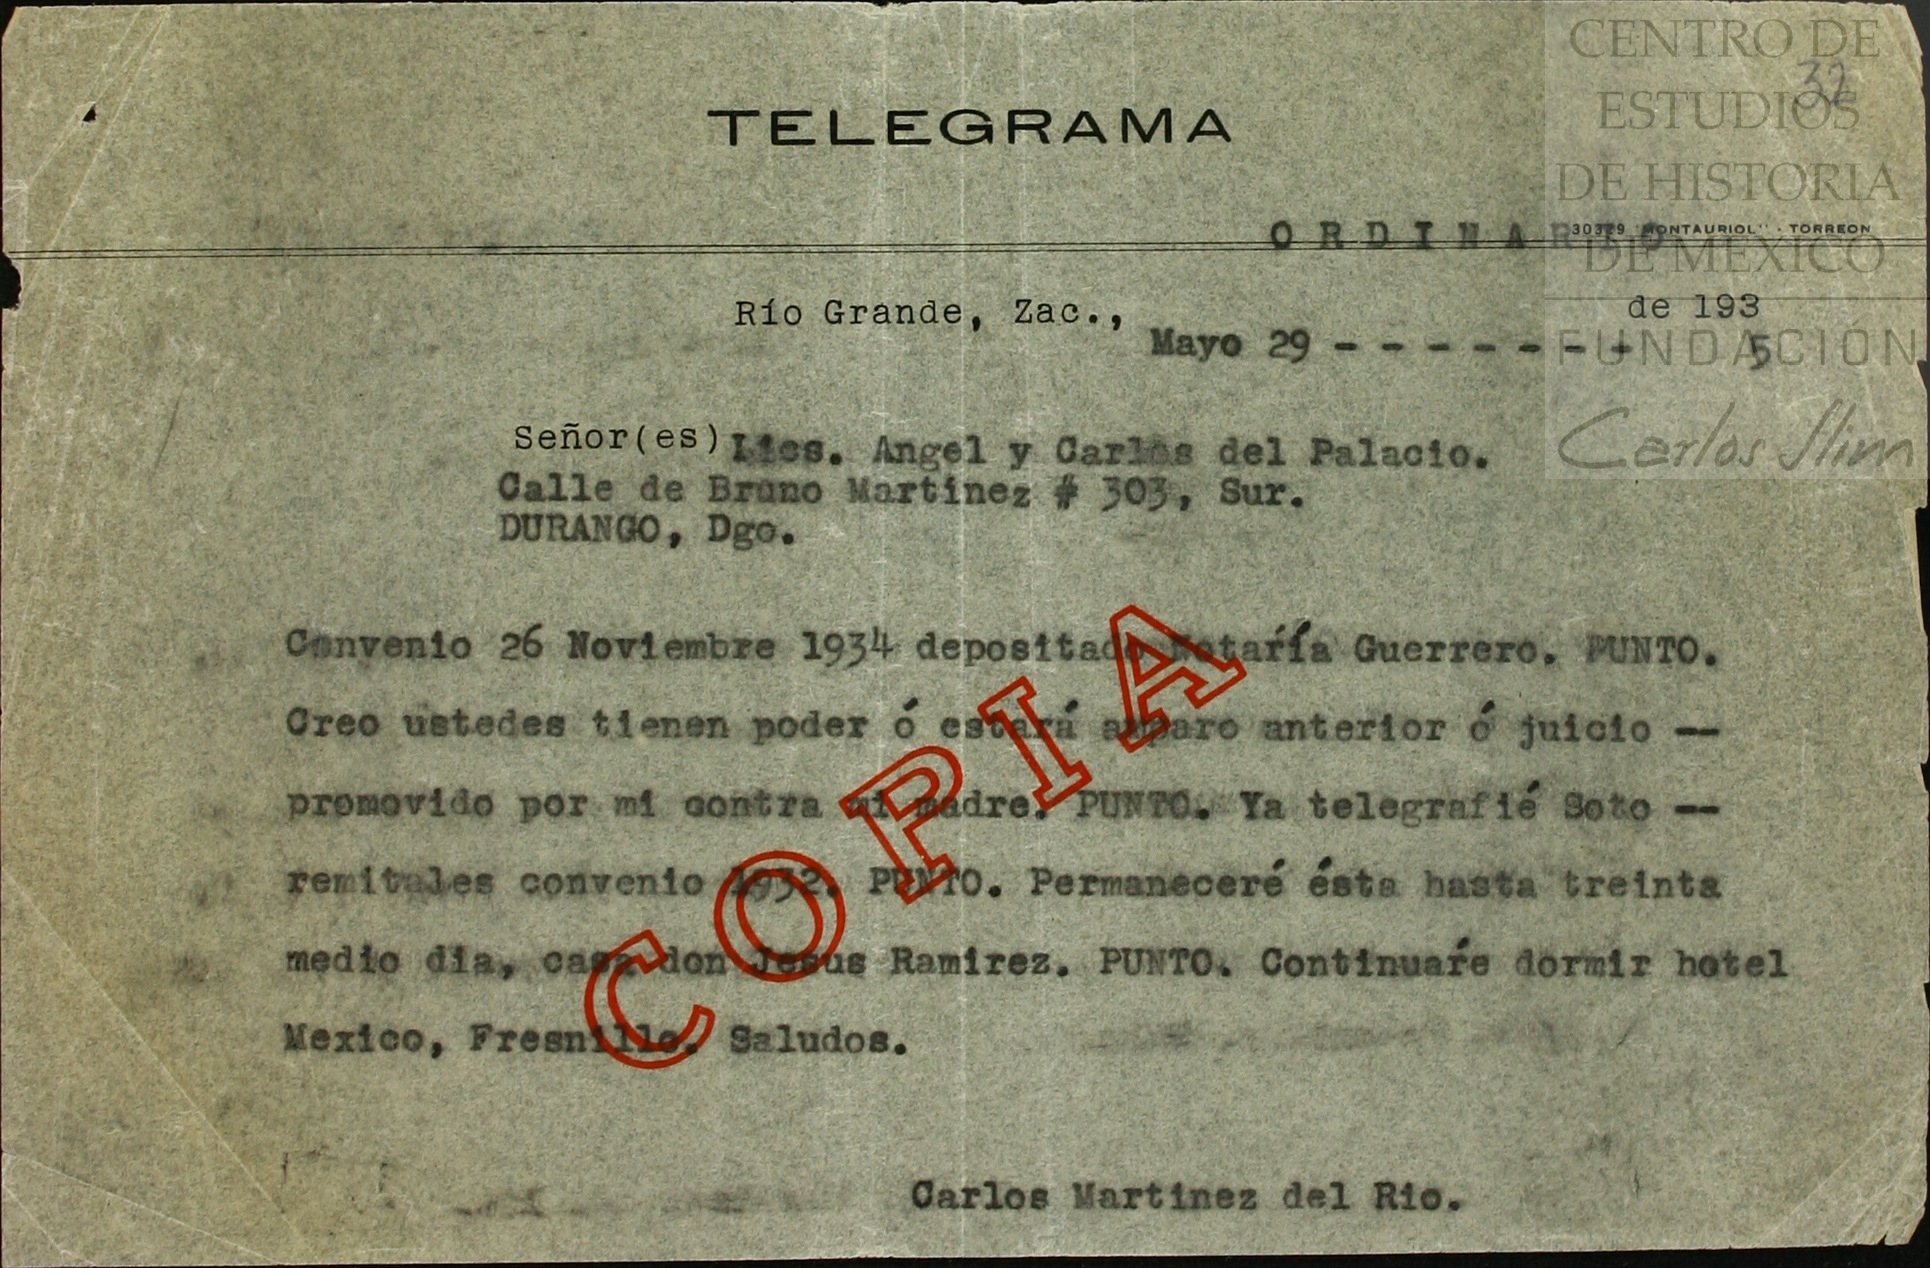 CENTRO DE
ESTUDIOS
DE HISTORIA
DE MEXICO
FUNDACIÓN
Carlos Slim
32
TELEGRAMA
ORDINARIO
30329 "MONTAURIOL" - TORREON
Río Grande, Zac., Mayo 29 - - - - - - - de 1935
Señor(es) Lics. Angel y Carlos del Palacio.
Calle de Bruno Martinez # 303, Sur.
DURANGO, Dgo.
Convenio 26 Noviembre 1934 depositado Notaría Guerrero. PUNTO.
Creo ustedes tienen poder ó estará amparo anterior ó juicio --
promovido por mi contra mi madre. PUNTO. Ya telegrafié Soto --
remitales convenio 1932. PUNTO. Permaneceré ésta hasta treinta
medio dia, casa don Jesus Ramirez. PUNTO. Continuaŕe dormir hotel
Mexico, Fresnillo. Saludos.
COPIA
Carlos Martinez del Rio.